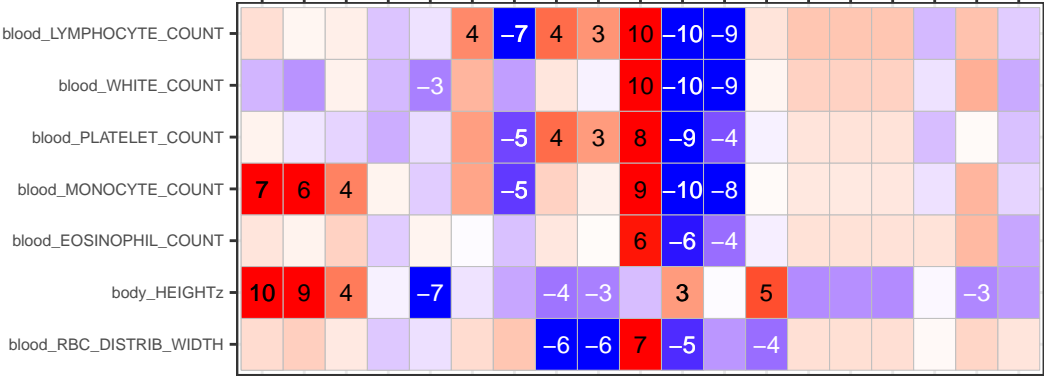 blood_LYMPHOCYTE_COUNT 4 −7 4 3 10 −10 −9
blood_WHITE_COUNT −3 10 −10 −9
blood_PLATELET_COUNT −5 4 3 8 −9 −4
blood_MONOCYTE_COUNT 7 6 4 −5 9 −10 −8
blood_EOSINOPHIL_COUNT 6 −6 −4
body_HEIGHTz 10 9 4 −7 −4 −3 3 5 −3
blood_RBC_DISTRIB_WIDTH −6 −6 7 −5 −4